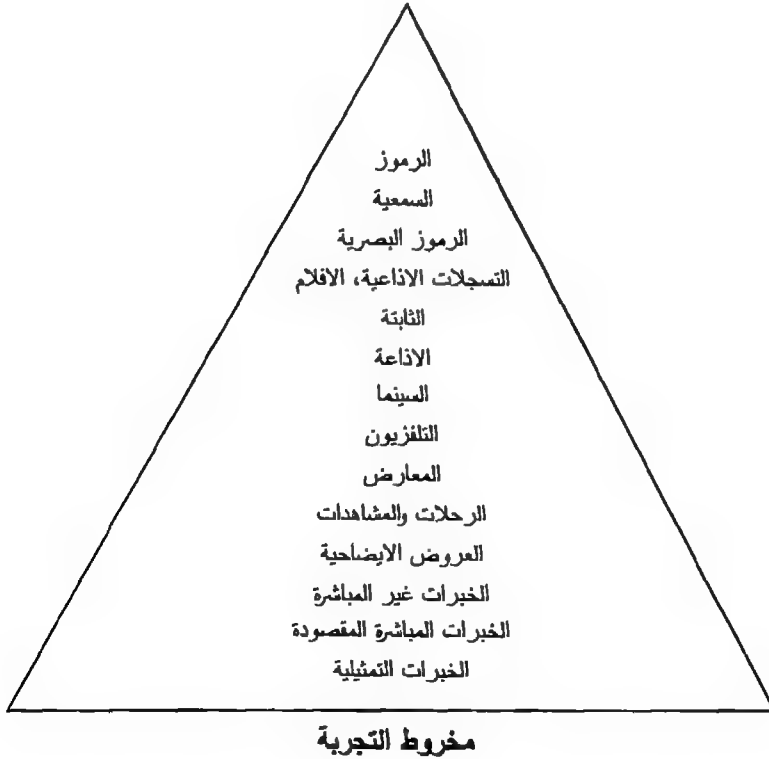 الرموز
السمعية
الرموز البصرية
التسجلات الاذاعية، الافلام
الثابتة
الاذاعة
السينما
التلفزيون
المعارض
الرحلات والمشاهدات
العروض الايضاحية
الخبرات غير المباشرة
الخبرات المباشرة المقصودة
الخبرات التمثيلية
مخروط التجربة